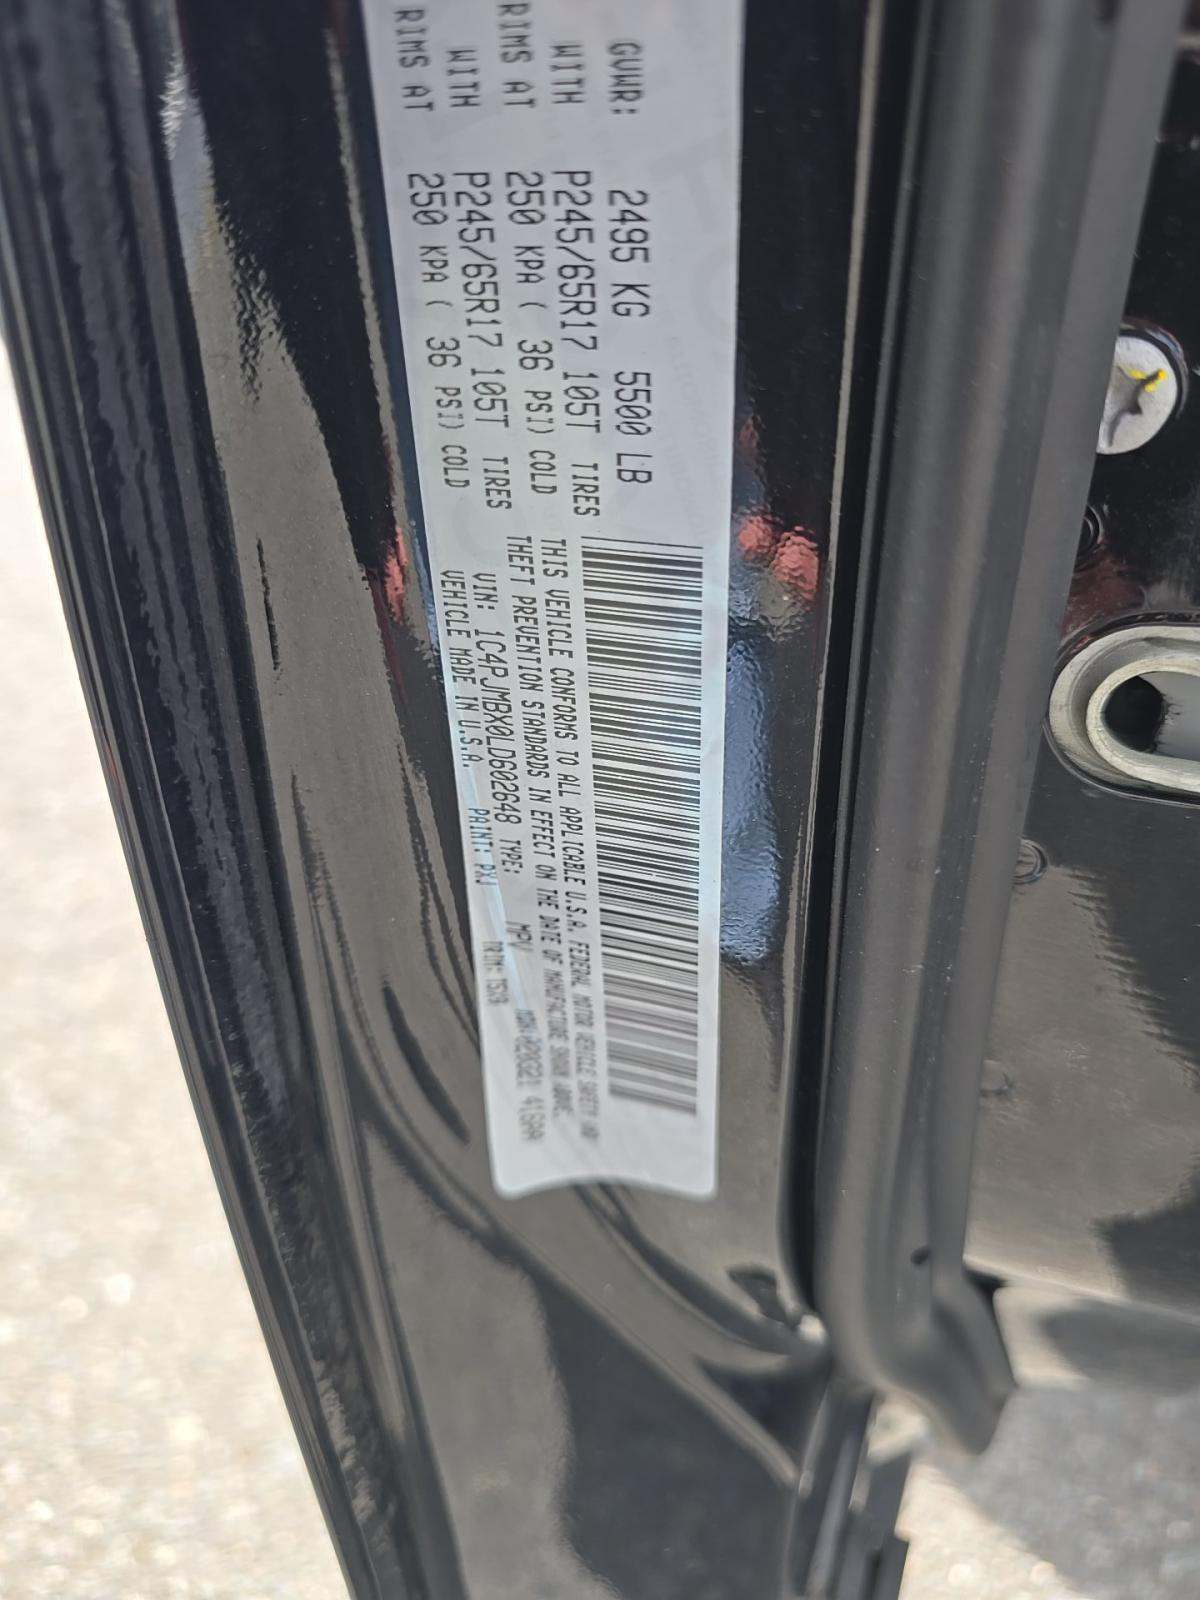 GVWR: 2495 KG 5500 LB
WITH P245/65R17 105T TIRES
RIMS AT 250 KPA ( 36 PSI) COLD
WITH P245/65R17 105T TIRES
RIMS AT 250 KPA ( 36 PSI) COLD
THIS VEHICLE CONFORMS TO ALL APPLICABLE U.S.A. FEDERAL MOTOR VEHICLE SAFETY AND
THEFT PREVENTION STANDARDS IN EFFECT ON THE DATE OF MANUFACTURE SHOWN ABOVE.
VIN: 1C4PJMBX0LD602648 TYPE: MPV
VEHICLE MADE IN U.S.A. PAINT: PXJ TRIM: